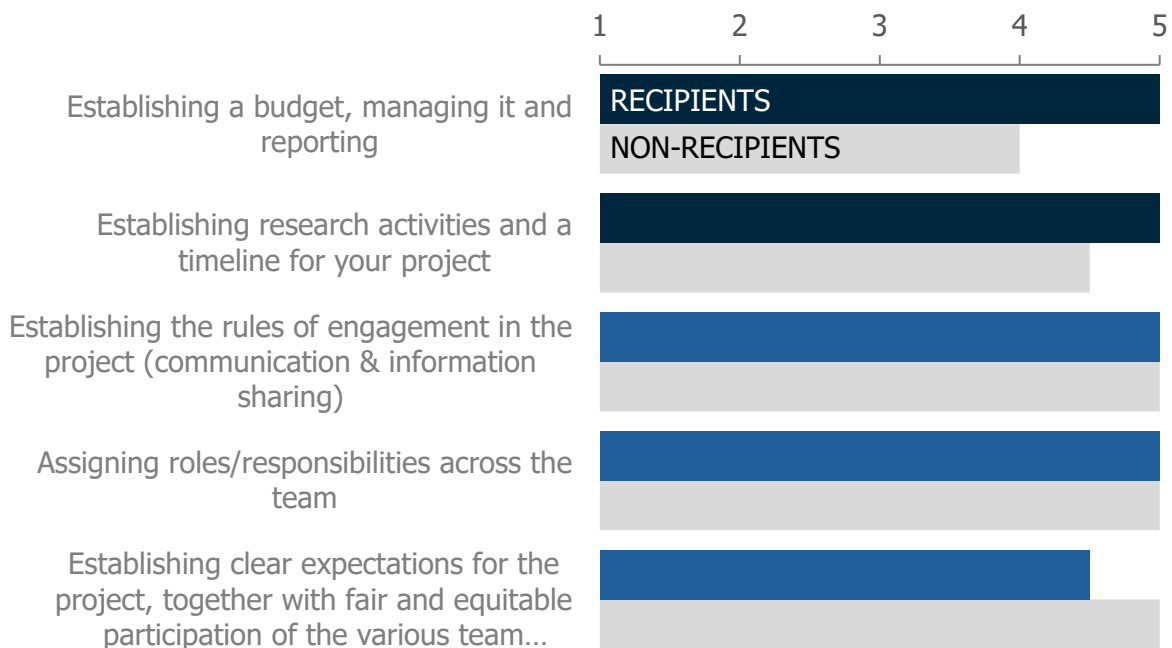 1 2 3 4 5
Establishing a budget, managing it and
reporting
RECIPIENTS
NON-RECIPIENTS
Establishing research activities and a
timeline for your project
Establishing the rules of engagement in the
project (communication & information
sharing)
Assigning roles/responsibilities across the
team
Establishing clear expectations for the
project, together with fair and equitable
participation of the various team…